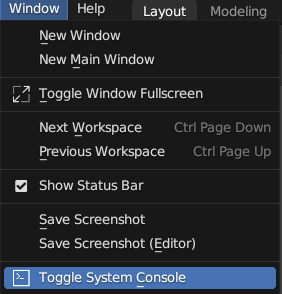 Window Help Layout Modeling
New Window
New Main Window
Toggle Window Fullscreen
Next Workspace Ctrl Page Down
Previous Workspace Ctrl Page Up
Show Status Bar
Save Screenshot
Save Screenshot (Editor)
Toggle System Console